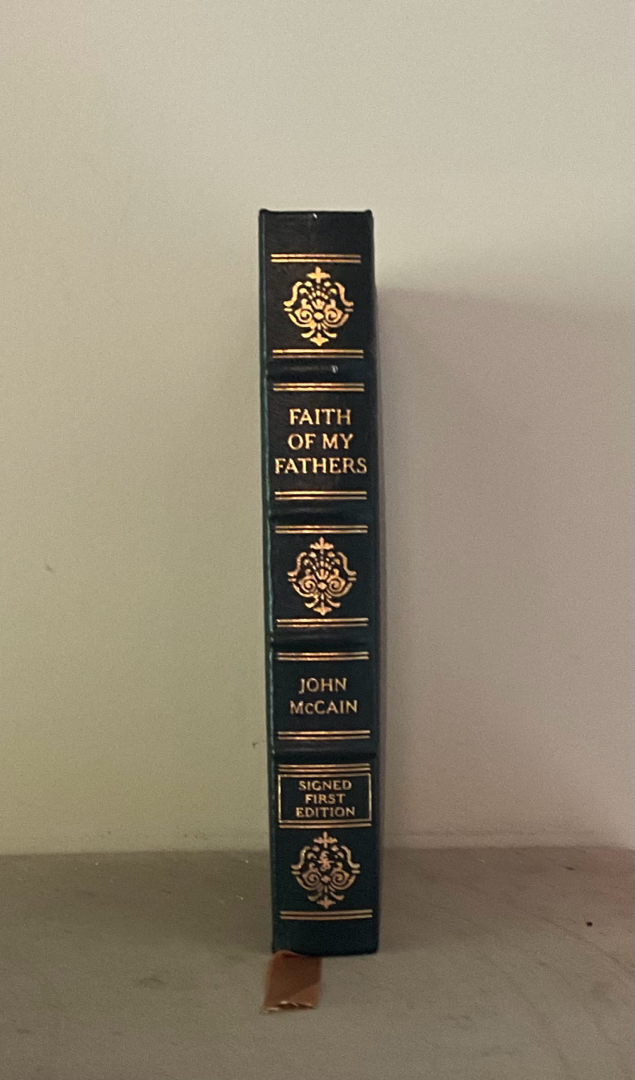 FAITH
OF MY
FATHERS
JOHN
McCAIN
SIGNED
FIRST
EDITION